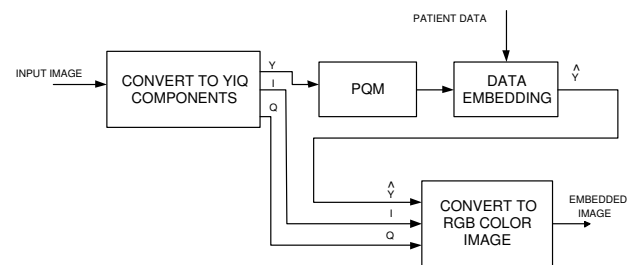 PATIENT DATA
INPUT IMAGE
CONVERT TO YIQ
COMPONENTS
Y
I
Q
PQM
DATA
EMBEDDING
^
Y
^
Y
I
Q
CONVERT TO
RGB COLOR
IMAGE
EMBEDDED
IMAGE